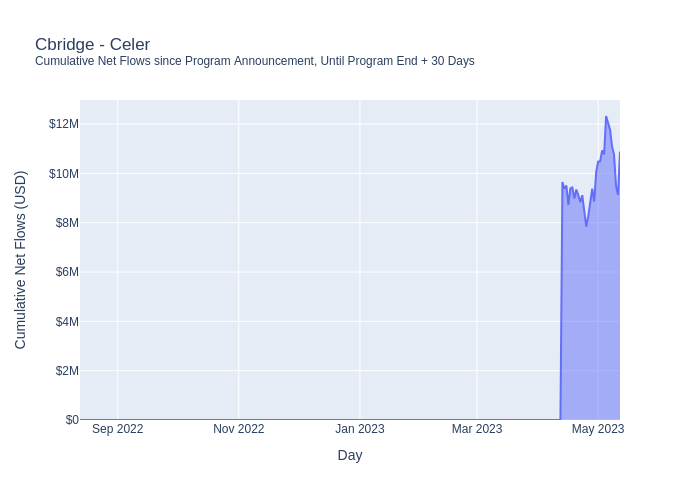 Cbridge - Celer
Cumulative Net Flows since Program Announcement, Until Program End + 30 Days
Cumulative Net Flows (USD)
$12M
$10M
$8M
$6M
$4M
$2M
$0
Sep 2022
Nov 2022
Jan 2023
Mar 2023
May 2023
Day